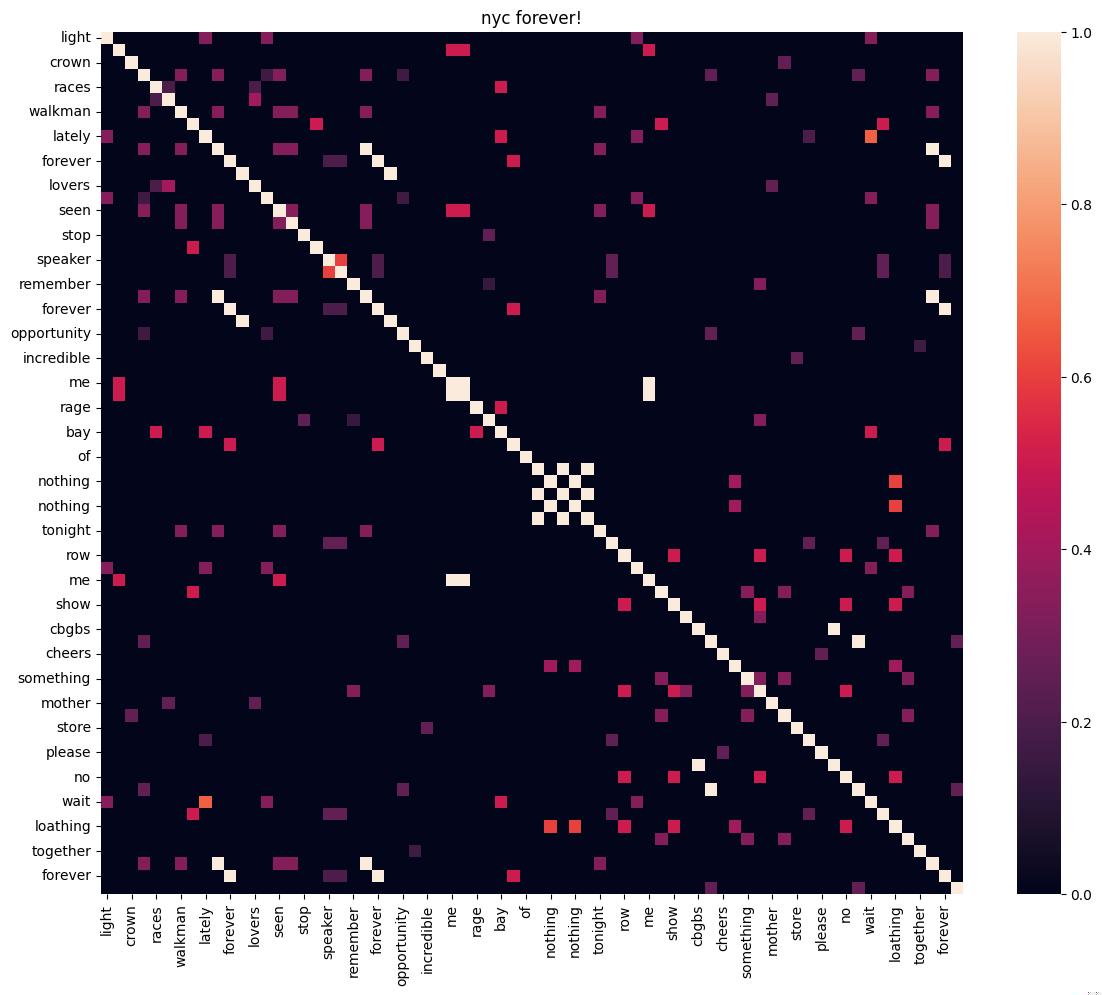 nyc forever!
light
crown
races
walkman
lately
forever
lovers
seen
stop
speaker
remember
forever
opportunity
incredible
me
rage
bay
of
nothing
nothing
tonight
row
me
show
cbgbs
cheers
something
mother
store
please
no
wait
loathing
together
forever
light
crown
races
walkman
lately
forever
lovers
seen
stop
speaker
remember
forever
opportunity
incredible
me
rage
bay
of
nothing
nothing
tonight
row
me
show
cbgbs
cheers
something
mother
store
please
no
wait
loathing
together
forever
1.0
0.8
0.6
0.4
0.2
0.0